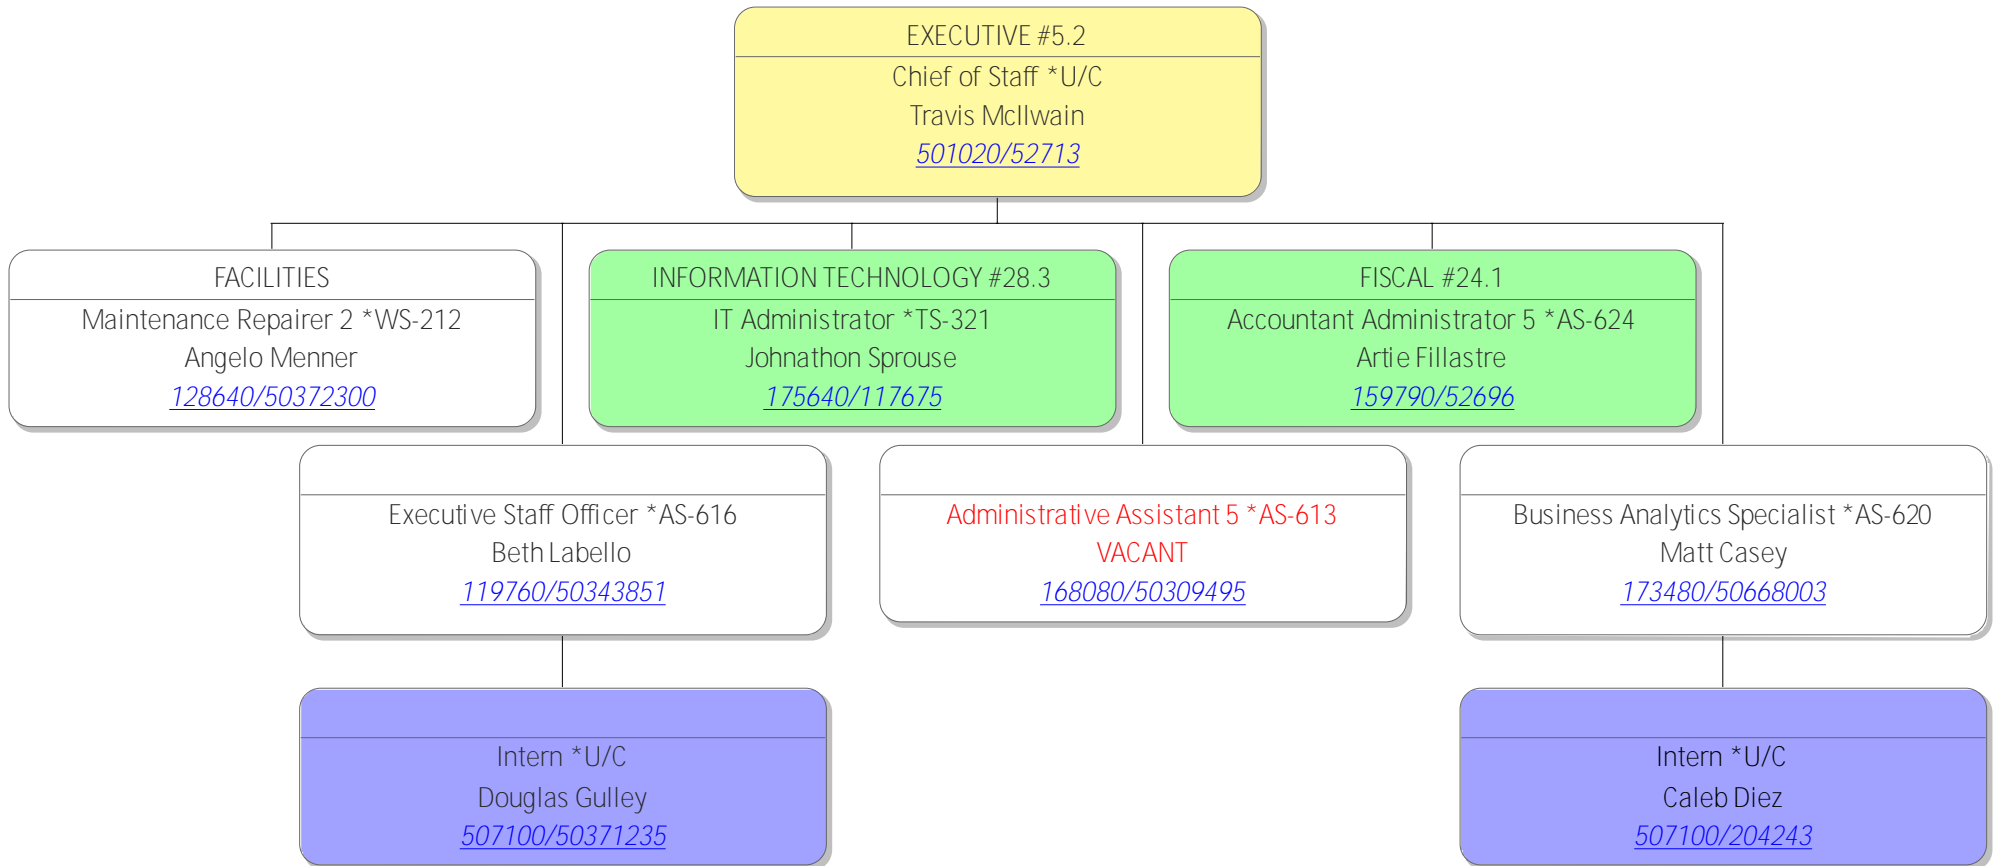 EXECUTIVE #5.2
Chief of Staff *U/C
Travis McIlwain
501020/52713
FACILITIES
Maintenance Repairer 2 *WS-212
Angelo Menner
128640/50372300
INFORMATION TECHNOLOGY #28.3
IT Administrator *TS-321
Johnathon Sprouse
175640/117675
FISCAL #24.1
Accountant Administrator 5 *AS-624
Artie Fillastre
159790/52696
Executive Staff Officer *AS-616
Beth Labello
119760/50343851
Administrative Assistant 5 *AS-613
VACANT
168080/50309495
Business Analytics Specialist *AS-620
Matt Casey
173480/50668003
Intern *U/C
Douglas Gulley
507100/50371235
Intern *U/C
Caleb Diez
507100/204243